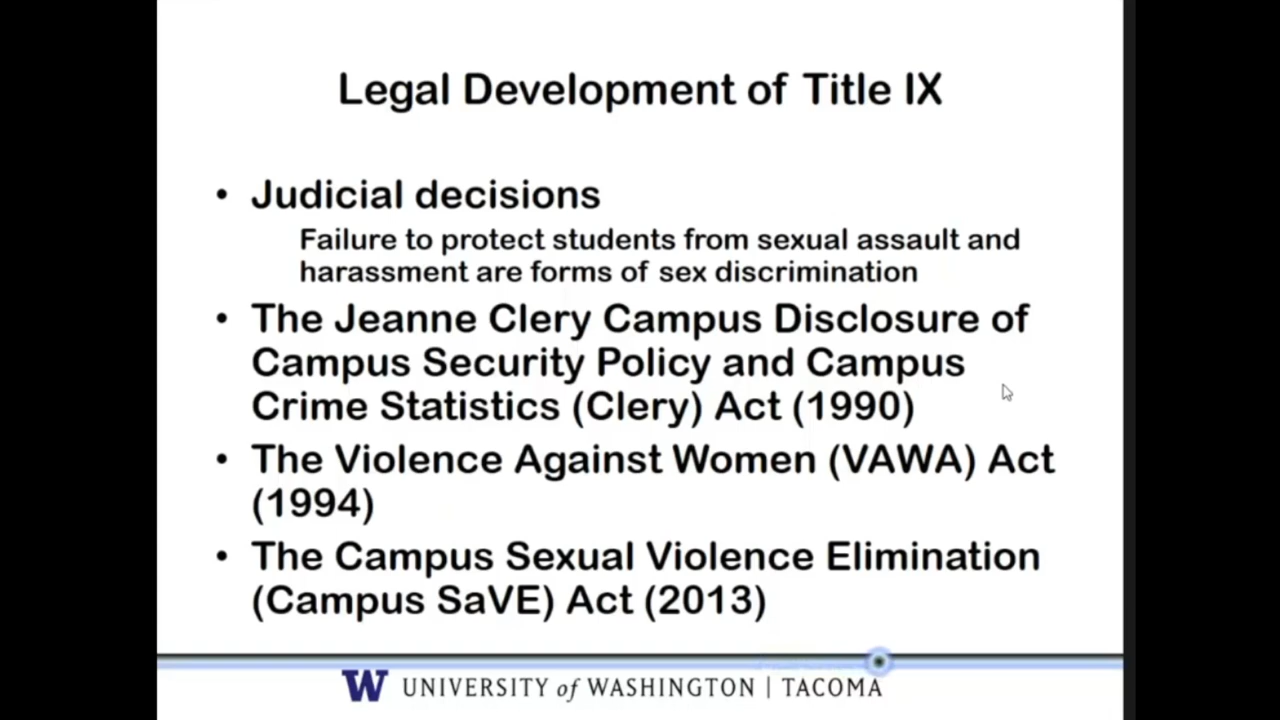 Legal Development of Title IX
• Judicial decisions
Failure to protect students from sexual assault and
harassment are forms of sex discrimination
• The Jeanne Clery Campus Disclosure of
Campus Security Policy and Campus
Crime Statistics (Clery) Act (1990)
• The Violence Against Women (VAWA) Act
(1994)
• The Campus Sexual Violence Elimination
(Campus SaVE) Act (2013)
W UNIVERSITY of WASHINGTON | TACOMA